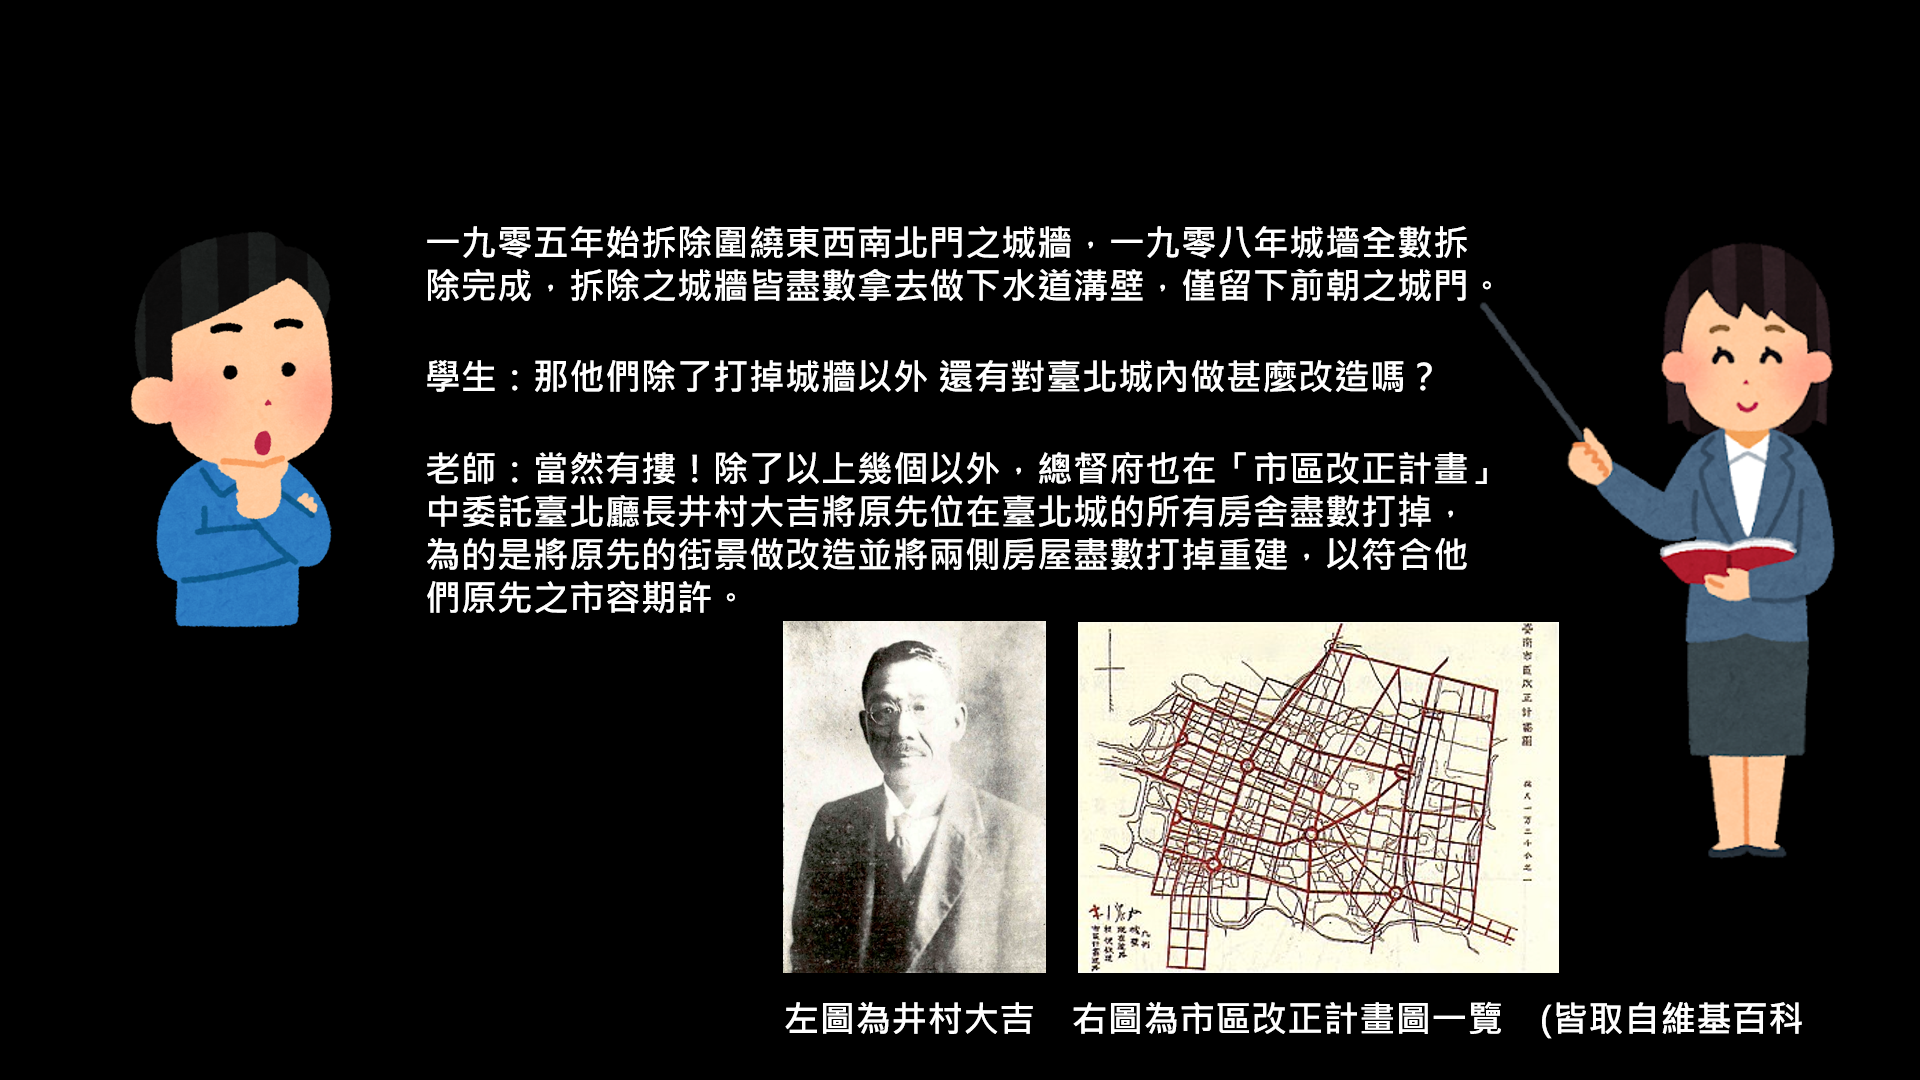 一九零五年始拆除圍繞東西南北門之城牆，一九零八年城墻全數拆
除完成，拆除之城牆皆盡數拿去做下水道溝壁，僅留下前朝之城門。
學生：那他們除了打掉城牆以外 還有對臺北城內做甚麼改造嗎？
老師：當然有摟！除了以上幾個以外，總督府也在「市區改正計畫」
中委託臺北廳長井村大吉將原先位在臺北城的所有房舍盡數打掉，
為的是將原先的街景做改造並將兩側房屋盡數打掉重建，以符合他
們原先之市容期許。
臺南市區改正計畫圖
縮尺一万二千分之一
左圖為井村大吉　右圖為市區改正計畫圖一覽　(皆取自維基百科